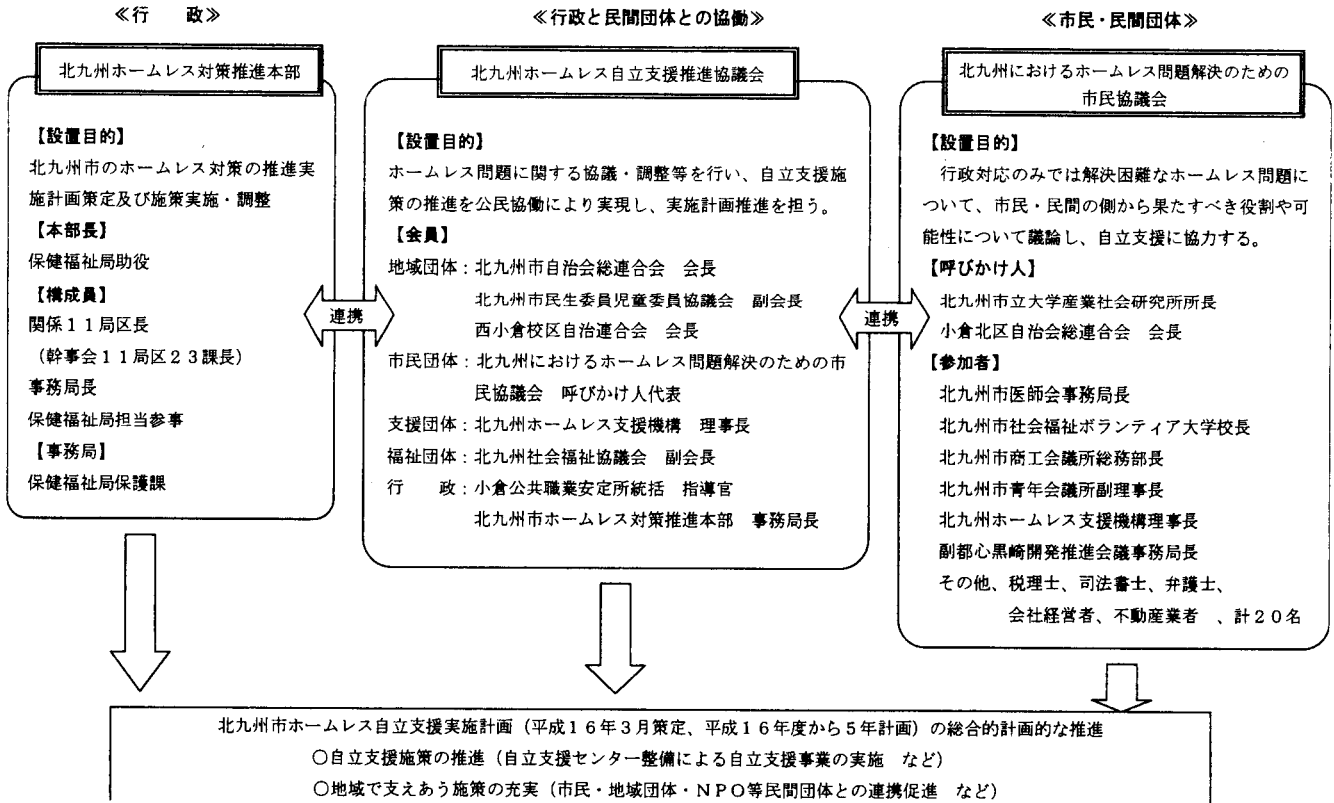 ≪行　　政≫
北九州ホームレス対策推進本部
【設置目的】
北九州市のホームレス対策の推進実
施計画策定及び施策実施・調整
【本部長】
保健福祉局助役
【構成員】
関係１１局区長
（幹事会１１局区２３課長）
事務局長
保健福祉局担当参事
【事務局】
保健福祉局保護課
連携
≪行政と民間団体との協働≫
北九州ホームレス自立支援推進協議会
【設置目的】
ホームレス問題に関する協議・調整等を行い、自立支援施
策の推進を公民協働により実現し、実施計画推進を担う。
【会員】
地域団体：北九州市自治会総連合会　会長
北九州市民生委員児童委員協議会　副会長
西小倉校区自治連合会　会長
市民団体：北九州におけるホームレス問題解決のための市
民協議会　呼びかけ人代表
支援団体：北九州ホームレス支援機構　理事長
福祉団体：北九州社会福祉協議会　副会長
行　　政：小倉公共職業安定所統括　指導官
北九州市ホームレス対策推進本部　事務局長
連携
≪市民・民間団体≫
北九州におけるホームレス問題解決のための
市民協議会
【設置目的】
行政対応のみでは解決困難なホームレス問題に
ついて、市民・民間の側から果たすべき役割や可
能性について議論し、自立支援に協力する。
【呼びかけ人】
北九州市立大学産業社会研究所所長
小倉北区自治会総連合会　会長
【参加者】
北九州市医師会事務局長
北九州市社会福祉ボランティア大学校長
北九州市商工会議所総務部長
北九州市青年会議所副理事長
北九州ホームレス支援機構理事長
副都心黒崎開発推進会議事務局長
その他、税理士、司法書士、弁護士、
会社経営者、不動産業者　、計２０名
北九州市ホームレス自立支援実施計画（平成１６年３月策定、平成１６年度から５年計画）の総合的計画的な推進
○自立支援施策の推進（自立支援センター整備による自立支援事業の実施　など）
○地域で支えあう施策の充実（市民・地域団体・ＮＰＯ等民間団体との連携促進　など）